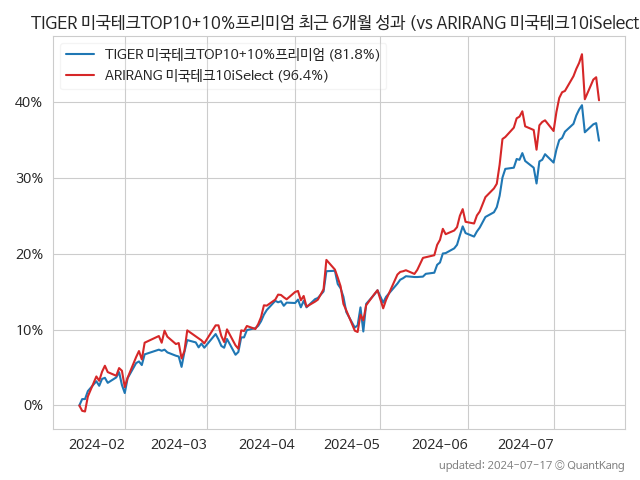 TIGER 미국테크TOP10+10%프리미엄 최근 6개월 성과 (vs ARIRANG 미국테크10iSelect
TIGER 미국테크TOP10+10%프리미엄 (81.8%)
ARIRANG 미국테크10iSelect (96.4%)
40%
30%
20%
10%
0%
2024-02 2024-03 2024-04 2024-05 2024-06 2024-07
updated: 2024-07-17 © QuantKang